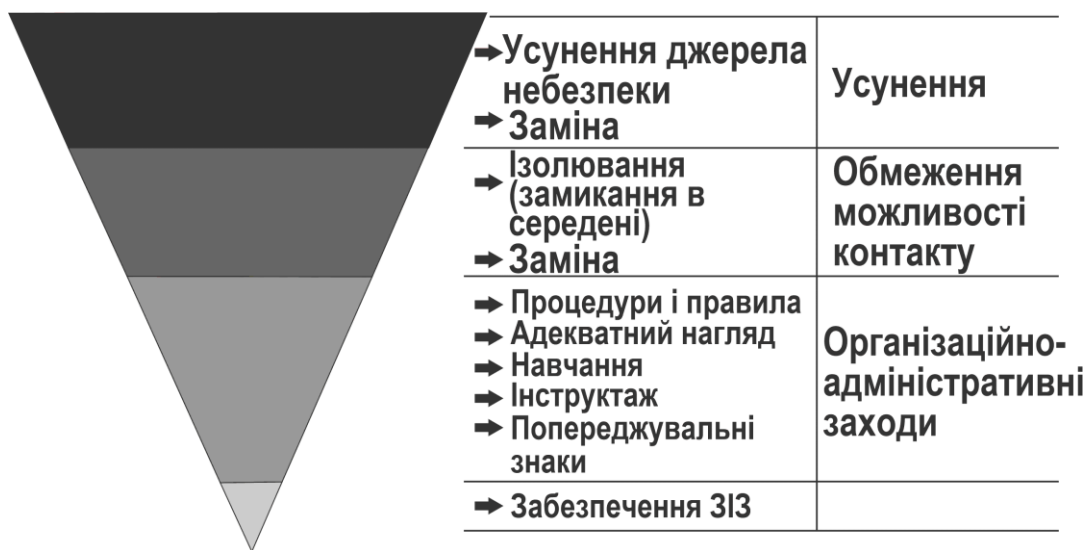 ➡Усунення джерела
небезпеки
➡Заміна
Усунення
➡Ізолювання
(замикання в
середені)
➡Заміна
Обмеження
можливості
контакту
➡Процедури і правила
➡Адекватний нагляд
➡Навчання
➡Інструктаж
➡Попереджувальні
знаки
Організаційно-
адміністративні
заходи
➡Забезпечення ЗІЗ